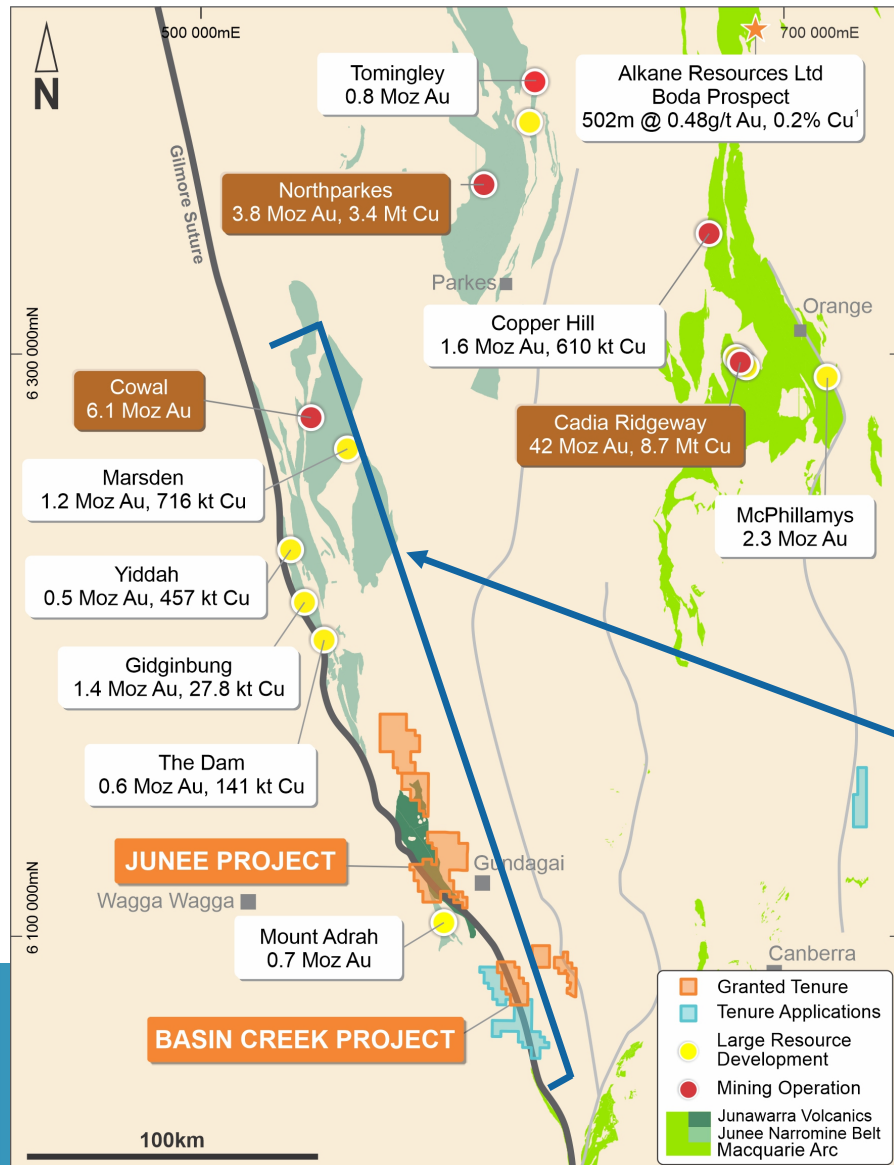 500 000mE
700 000mE
N
Tomingley
0.8 Moz Au
Alkane Resources Ltd
Boda Prospect
502m @ 0.48g/t Au, 0.2% Cu¹
Gilmore Suture
Northparkes
3.8 Moz Au, 3.4 Mt Cu
Parkes
Orange
Copper Hill
1.6 Moz Au, 610 kt Cu
6 300 000mN
Cowal
6.1 Moz Au
Cadia Ridgeway
42 Moz Au, 8.7 Mt Cu
Marsden
1.2 Moz Au, 716 kt Cu
McPhillamys
2.3 Moz Au
Yiddah
0.5 Moz Au, 457 kt Cu
Gidginbung
1.4 Moz Au, 27.8 kt Cu
The Dam
0.6 Moz Au, 141 kt Cu
JUNEE PROJECT
Gundagai
Wagga Wagga
6 100 000mN
Mount Adrah
0.7 Moz Au
Canberra
BASIN CREEK PROJECT
Granted Tenure
Tenure Applications
Large Resource
Development
Mining Operation
Junawarra Volcanics
Junee Narromine Belt
Macquarie Arc
100km